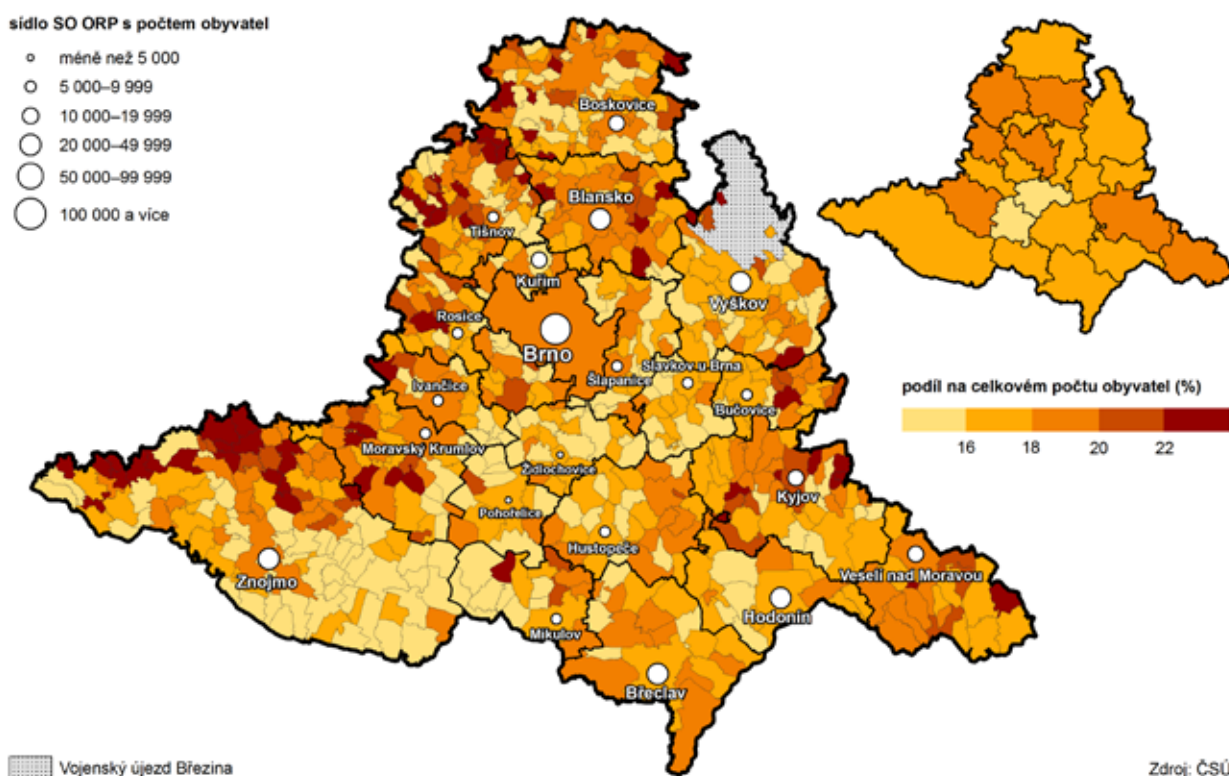 sídlo SO ORP s počtem obyvatel
méně než 5 000
5 000–9 999
10 000–19 999
20 000–49 999
50 000–99 999
100 000 a více
Boskovice
Blansko
Tišnov
Kuřim
Vyškov
Rosice
Brno
Slavkov u Brna
Šlapanice
Ivančice
Bučovice
Moravský Krumlov
Židlochovice
Kyjov
Pohořelice
Hustopeče
Znojmo
Veselí nad Moravou
Hodonín
Mikulov
Břeclav
podíl na celkovém počtu obyvatel (%)
16 18 20 22
Vojenský újezd Březina
Zdroj: ČSÚ